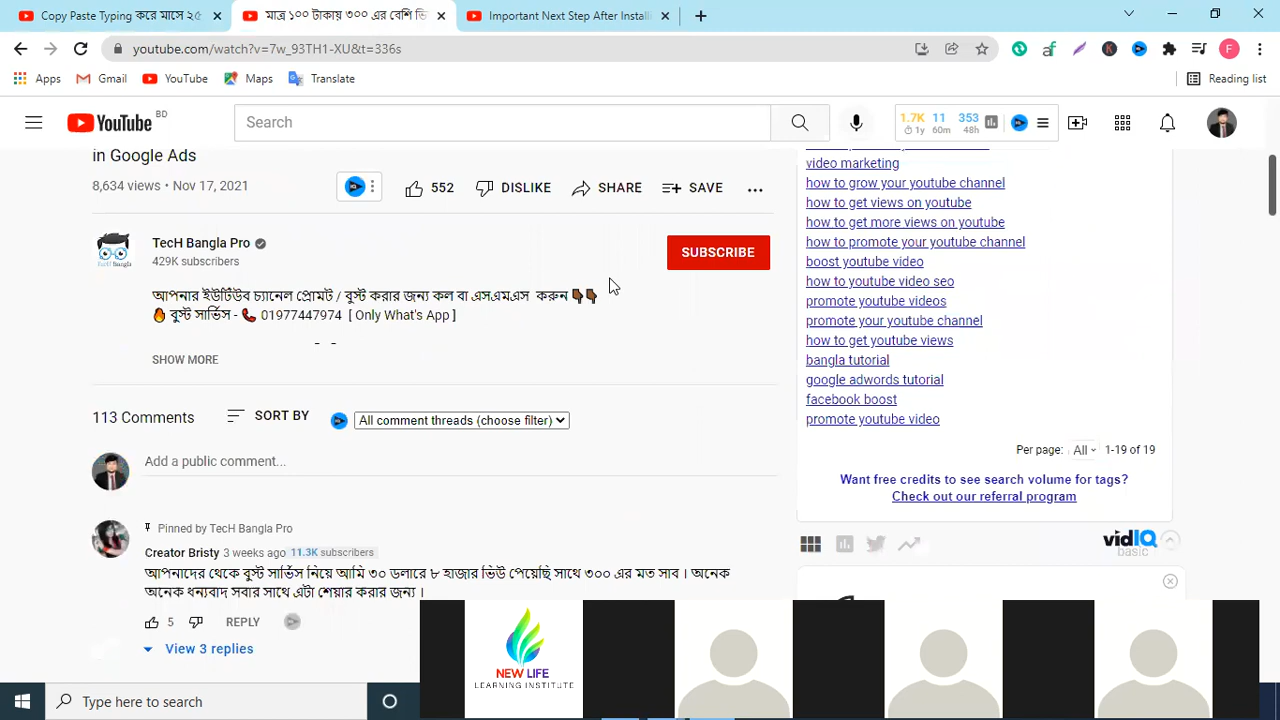 Copy Paste Typing করে মাসে ২৫
মাত্র ১০০ টাকায় ৩০০ এর বেশি ভি
Important Next Step After Install
youtube.com/watch?v=7w_93TH1-XU&t=336s
Apps
Gmail
YouTube
Maps
Translate
Reading list
YouTube BD
Search
1.7K 11 353
1y 60m 48h
in Google Ads
8,634 views • Nov 17, 2021
552
DISLIKE
SHARE
SAVE
TecH Bangla Pro
429K subscribers
SUBSCRIBE
আপনার ইউটিউব চ্যানেল প্রোমট / বুস্ট করার জন্য কল বা এসএমএস করুন 👇🏿👇🏿
🔥 বুস্ট সার্ভিস - 📞 01977447974 [ Only What's App ]
SHOW MORE
113 Comments
SORT BY
All comment threads (choose filter)
Add a public comment...
Pinned by TecH Bangla Pro
Creator Bristy 3 weeks ago 11.3K subscribers
আপনাদের থেকে বুস্ট সার্ভিস নিয়ে আমি ৩০ ডলারে ৮ হাজার ভিউ পেয়েছি সাথে ৩০০ এর মত সাব। অনেক
অনেক ধন্যবাদ সবার সাথে এটা শেয়ার করার জন্য।
5
REPLY
View 3 replies
video marketing
how to grow your youtube channel
how to get views on youtube
how to get more views on youtube
how to promote your youtube channel
boost youtube video
how to youtube video seo
promote youtube videos
promote your youtube channel
how to get youtube views
bangla tutorial
google adwords tutorial
facebook boost
promote youtube video
Per page: All 1-19 of 19
Want free credits to see search volume for tags?
Check out our referral program
vidIQ
basic
NEW LIFE
LEARNING INSTITUTE
Type here to search